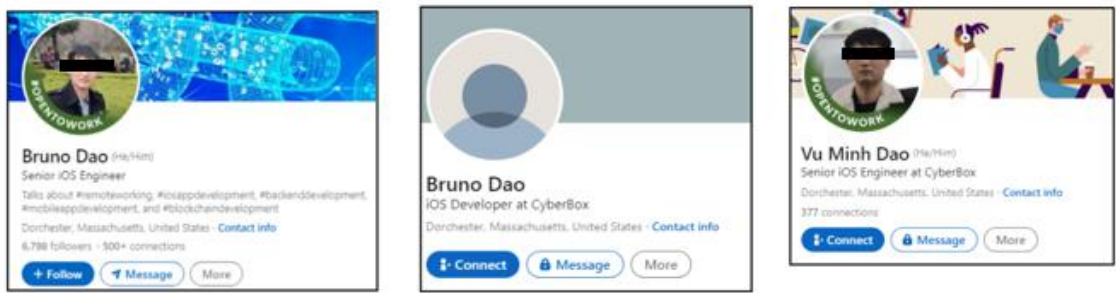 #OPENTOWORK
Bruno Dao (He/Him)
Senior iOS Engineer
Talks about #remoteworking, #iosappdevelopment, #backenddevelopment,
#mobileappdevelopment, and #blockchaindevelopment
Dorchester, Massachusetts, United States · Contact info
6,798 followers · 500+ connections
+ Follow
Message
More
Bruno Dao
iOS Developer at CyberBox
Dorchester, Massachusetts, United States · Contact info
Connect
Message
More
#OPENTOWORK
Vu Minh Dao (He/Him)
Senior iOS Engineer at CyberBox
Dorchester, Massachusetts, United States · Contact info
377 connections
Connect
Message
More